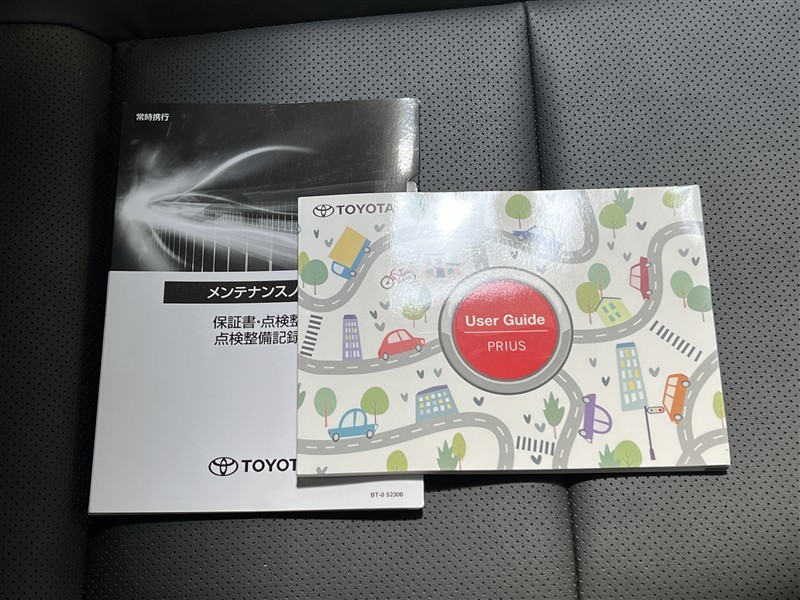 常時携行
メンテナンスノ
保証書・点検整
点検整備記録
TOYOTA
BT-0 52306
TOYOTA
User Guide
PRIUS